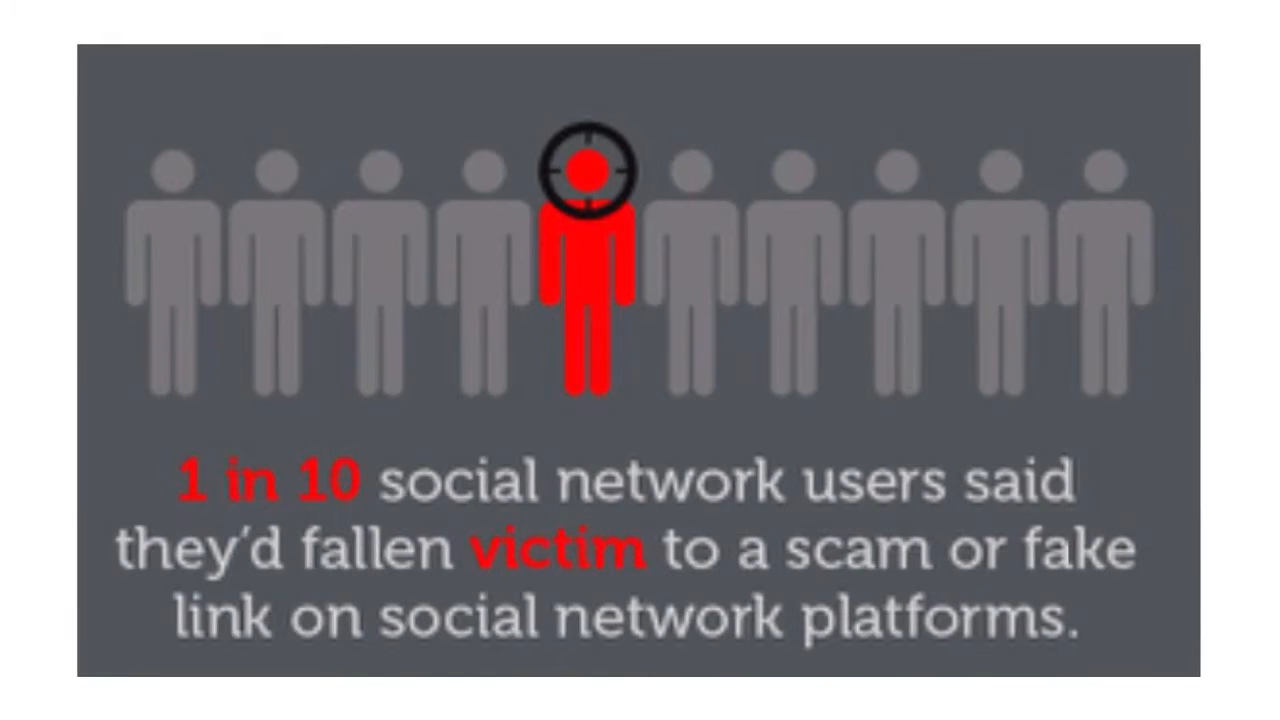 1 in 10 social network users said
they’d fallen victim to a scam or fake
link on social network platforms.